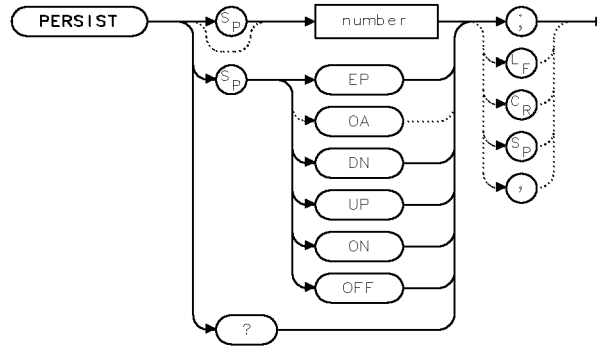 PERSIST SP number ;
LF
SP EP
OA CR
DN SP
UP ,
ON
OFF
?